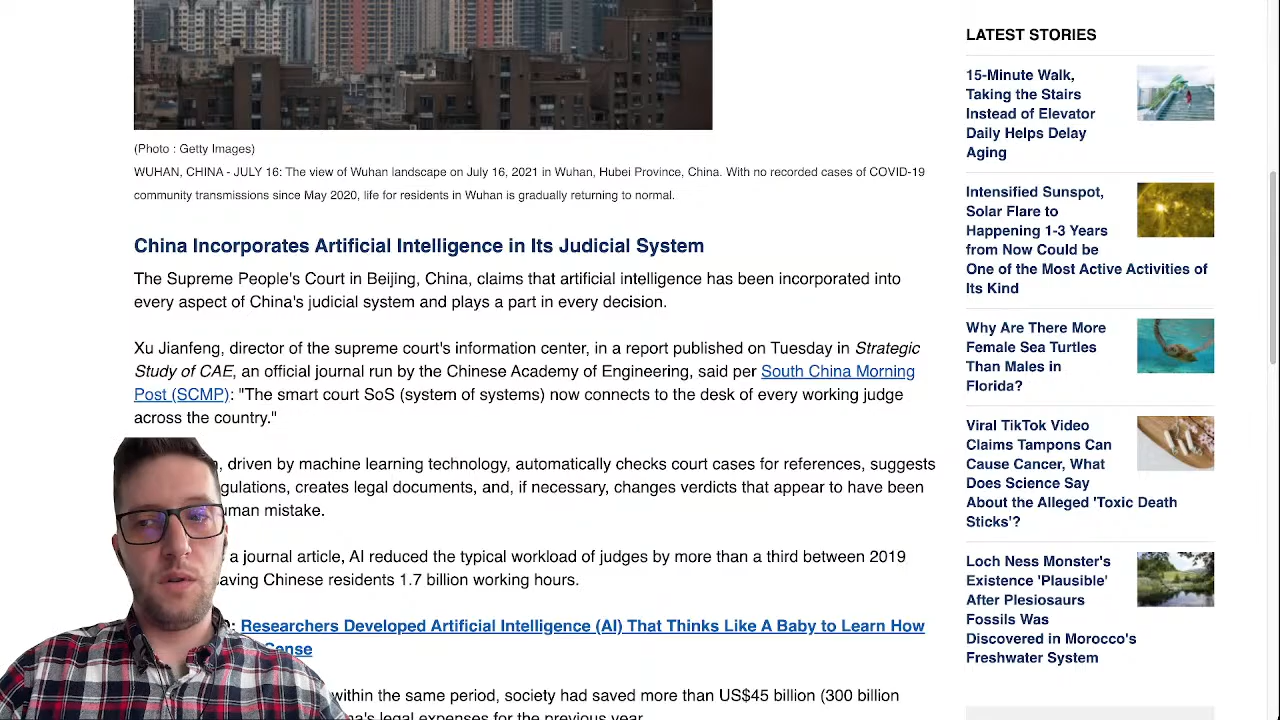 (Photo : Getty Images)
WUHAN, CHINA - JULY 16: The view of Wuhan landscape on July 16, 2021 in Wuhan, Hubei Province, China. With no recorded cases of COVID-19
community transmissions since May 2020, life for residents in Wuhan is gradually returning to normal.
China Incorporates Artificial Intelligence in Its Judicial System
The Supreme People's Court in Beijing, China, claims that artificial intelligence has been incorporated into
every aspect of China's judicial system and plays a part in every decision.
Xu Jianfeng, director of the supreme court's information center, in a report published on Tuesday in Strategic
Study of CAE, an official journal run by the Chinese Academy of Engineering, said per South China Morning
Post (SCMP): "The smart court SoS (system of systems) now connects to the desk of every working judge
across the country."
, driven by machine learning technology, automatically checks court cases for references, suggests
gulations, creates legal documents, and, if necessary, changes verdicts that appear to have been
uman mistake.
a journal article, AI reduced the typical workload of judges by more than a third between 2019
aving Chinese residents 1.7 billion working hours.
: Researchers Developed Artificial Intelligence (AI) That Thinks Like A Baby to Learn How
Sense
within the same period, society had saved more than US$45 billion (300 billion
na's legal expenses for the previous year.
LATEST STORIES
15-Minute Walk,
Taking the Stairs
Instead of Elevator
Daily Helps Delay
Aging
Intensified Sunspot,
Solar Flare to
Happening 1-3 Years
from Now Could be
One of the Most Active Activities of
Its Kind
Why Are There More
Female Sea Turtles
Than Males in
Florida?
Viral TikTok Video
Claims Tampons Can
Cause Cancer, What
Does Science Say
About the Alleged 'Toxic Death
Sticks'?
Loch Ness Monster's
Existence 'Plausible'
After Plesiosaurs
Fossils Was
Discovered in Morocco's
Freshwater System